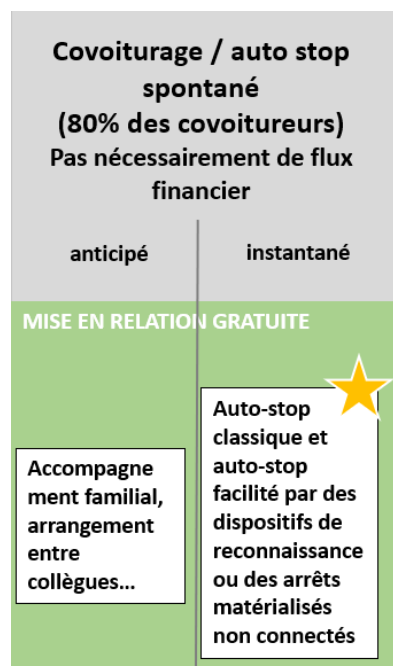 Covoiturage / auto stop
spontané
(80% des covoitureurs)
Pas nécessairement de flux
financier
anticipé
instantané
MISE EN RELATION GRATUITE
Accompagne
ment familial,
arrangement
entre
collègues…
Auto-stop
classique et
auto-stop
facilité par des
dispositifs de
reconnaissance
ou des arrêts
matérialisés
non connectés